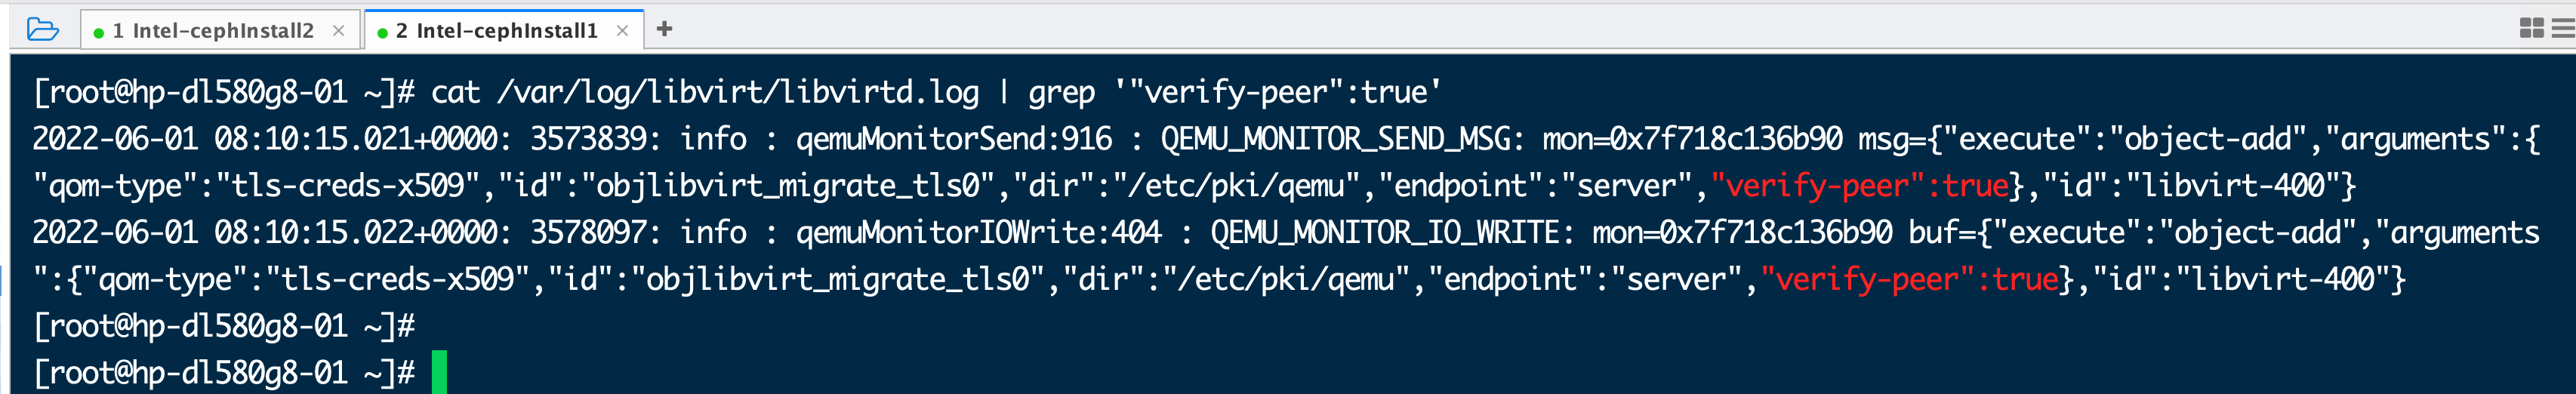 1 Intel-cephInstall2 × 2 Intel-cephInstall1 × +
[root@hp-dl580g8-01 ~]# cat /var/log/libvirt/libvirtd.log | grep '"verify-peer":true'
2022-06-01 08:10:15.021+0000: 3573839: info : qemuMonitorSend:916 : QEMU_MONITOR_SEND_MSG: mon=0x7f718c136b90 msg={"execute":"object-add","arguments":{
"qom-type":"tls-creds-x509","id":"objlibvirt_migrate_tls0","dir":"/etc/pki/qemu","endpoint":"server","verify-peer":true},"id":"libvirt-400"}
2022-06-01 08:10:15.022+0000: 3578097: info : qemuMonitorIOWrite:404 : QEMU_MONITOR_IO_WRITE: mon=0x7f718c136b90 buf={"execute":"object-add","arguments
":{"qom-type":"tls-creds-x509","id":"objlibvirt_migrate_tls0","dir":"/etc/pki/qemu","endpoint":"server","verify-peer":true},"id":"libvirt-400"}
[root@hp-dl580g8-01 ~]#
[root@hp-dl580g8-01 ~]#